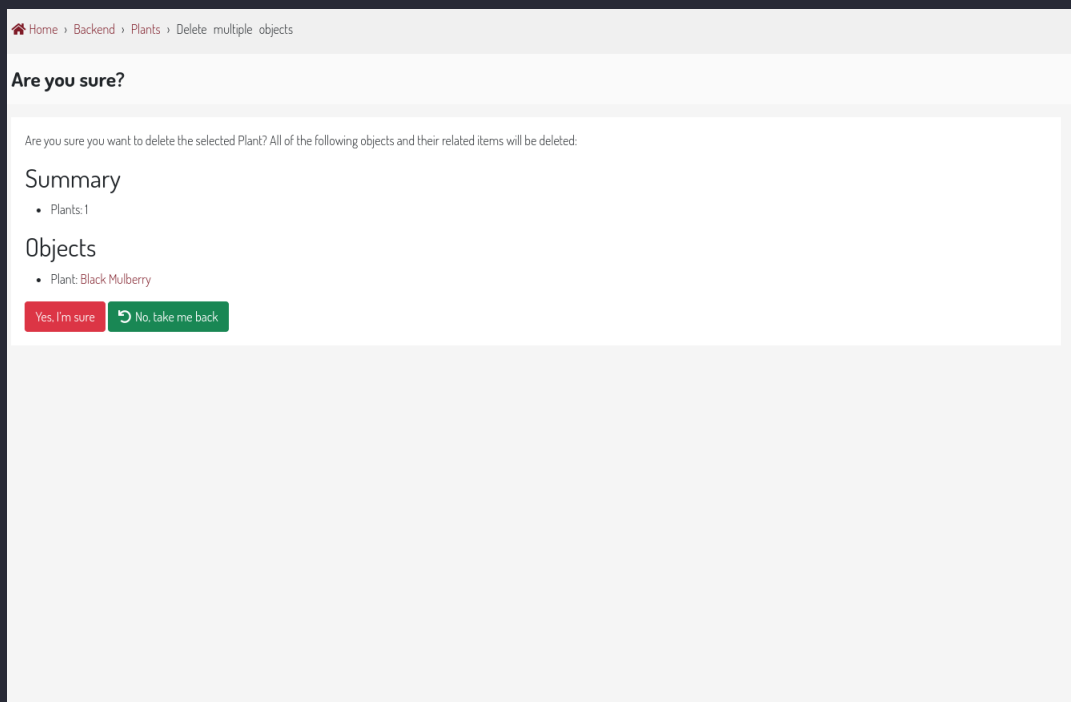 Home › Backend › Plants › Delete multiple objects
Are you sure?
Are you sure you want to delete the selected Plant? All of the following objects and their related items will be deleted:
Summary
Plants: 1
Objects
Plant: Black Mulberry
Yes, I'm sure No, take me back